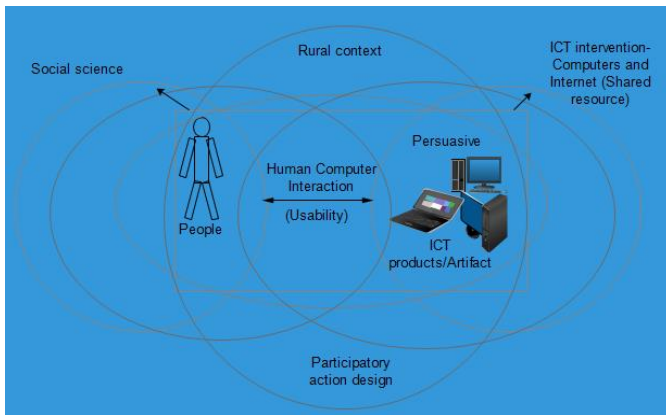 Rural context
Social science
ICT intervention-
Computers and
Internet (Shared
resource)
Persuasive
Human Computer
Interaction
(Usability)
People
ICT
products/Artifact
Participatory
action design